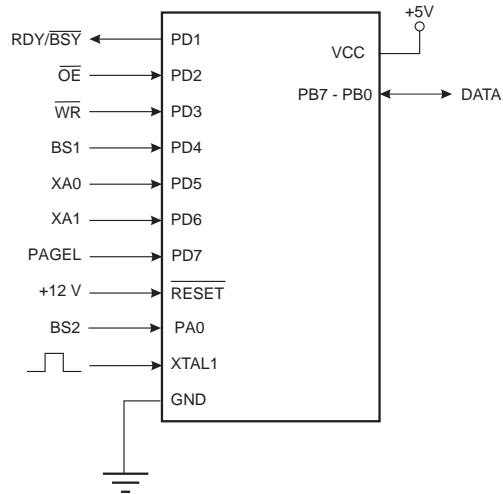 +5V
RDY/BSY PD1
VCC
OE PD2
PB7 - PB0 DATA
WR PD3
BS1 PD4
XA0 PD5
XA1 PD6
PAGEL PD7
+12 V RESET
BS2 PA0
XTAL1
GND